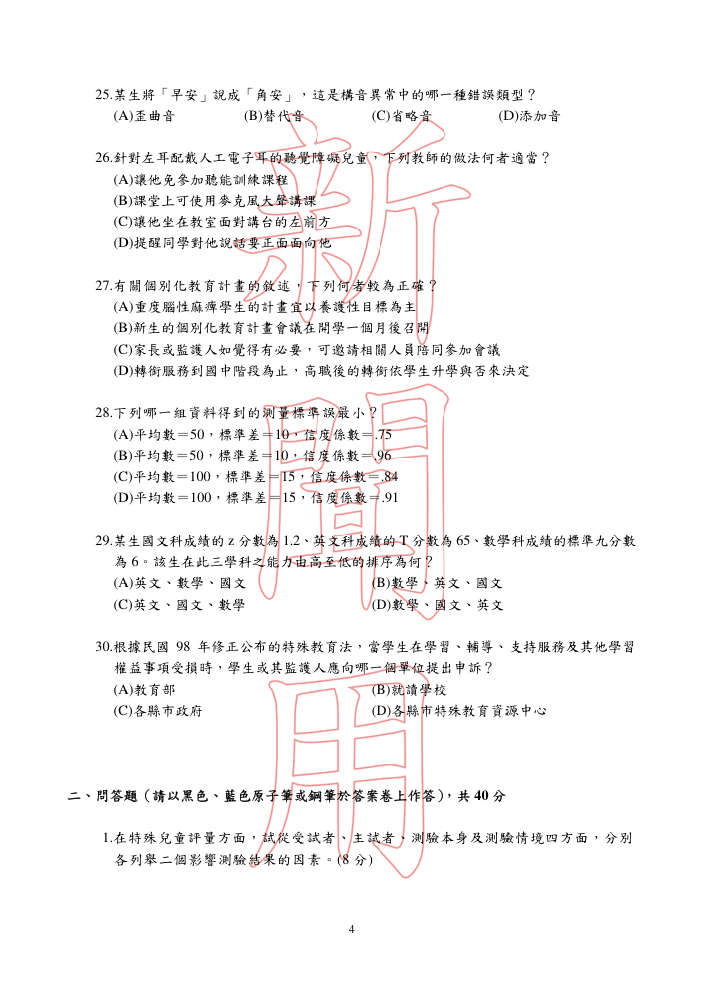 25.某生將「早安」說成「角安」，這是構音異常中的哪一種錯誤類型？
(A)歪曲音 (B)替代音 (C)省略音 (D)添加音
26.針對左耳配戴人工電子耳的聽覺障礙兒童，下列教師的做法何者適當？
(A)讓他免參加聽能訓練課程
(B)課堂上可使用麥克風大聲講課
(C)讓他坐在教室面對講台的左前方
(D)提醒同學對他說話要正面面向他
27.有關個別化教育計畫的敘述，下列何者較為正確？
(A)重度腦性麻痺學生的計畫宜以養護性目標為主
(B)新生的個別化教育計畫會議在開學一個月後召開
(C)家長或監護人如覺得有必要，可邀請相關人員陪同參加會議
(D)轉銜服務到國中階段為止，高職後的轉銜依學生升學與否來決定
28.下列哪一組資料得到的測量標準誤最小？
(A)平均數＝50，標準差＝10，信度係數＝.75
(B)平均數＝50，標準差＝10，信度係數＝.96
(C)平均數＝100，標準差＝15，信度係數＝.84
(D)平均數＝100，標準差＝15，信度係數＝.91
29.某生國文科成績的 z 分數為 1.2、英文科成績的 T 分數為 65、數學科成績的標準九分數
為 6。該生在此三學科之能力由高至低的排序為何？
(A)英文、數學、國文 (B)數學、英文、國文
(C)英文、國文、數學 (D)數學、國文、英文
30.根據民國 98 年修正公布的特殊教育法，當學生在學習、輔導、支持服務及其他學習
權益事項受損時，學生或其監護人應向哪一個單位提出申訴？
(A)教育部 (B)就讀學校
(C)各縣市政府 (D)各縣市特殊教育資源中心
二、問答題（請以黑色、藍色原子筆或鋼筆於答案卷上作答），共 40 分
1.在特殊兒童評量方面，試從受試者、主試者、測驗本身及測驗情境四方面，分別
各列舉二個影響測驗結果的因素。(8 分)
4
新聞用